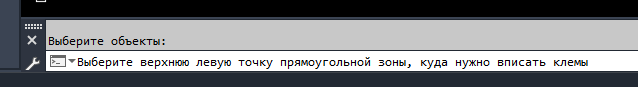 Выберите объекты:
Выберите верхнюю левую точку прямоугольной зоны, куда нужно вписать клемы